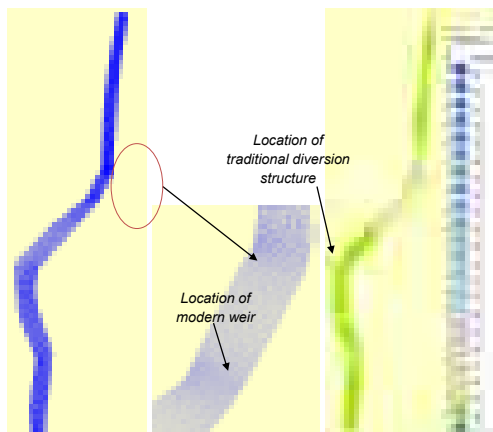 Location of
traditional diversion
structure
Location of
modern weir